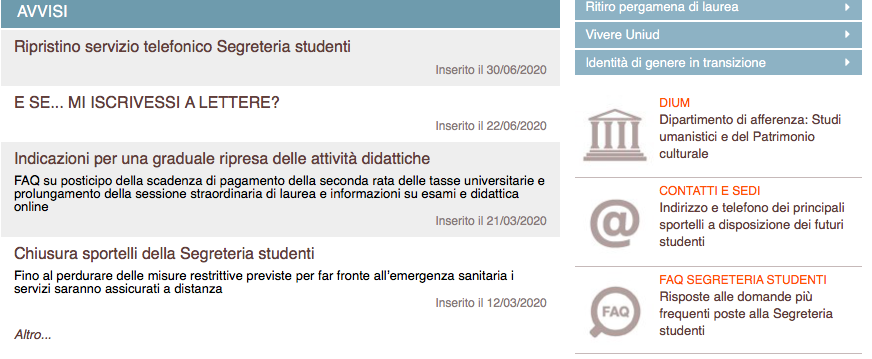 AVVISI
Ripristino servizio telefonico Segreteria studenti
Inserito il 30/06/2020
E SE... MI ISCRIVESSI A LETTERE?
Inserito il 22/06/2020
Indicazioni per una graduale ripresa delle attività didattiche
FAQ su posticipo della scadenza di pagamento della seconda rata delle tasse universitarie e
prolungamento della sessione straordinaria di laurea e informazioni su esami e didattica
online
Inserito il 21/03/2020
Chiusura sportelli della Segreteria studenti
Fino al perdurare delle misure restrittive previste per far fronte all'emergenza sanitaria i
servizi saranno assicurati a distanza
Inserito il 12/03/2020
Altro...
Ritiro pergamena di laurea
Vivere Uniud
Identità di genere in transizione
DIUM
Dipartimento di afferenza: Studi
umanistici e del Patrimonio
culturale
@
CONTATTI E SEDI
Indirizzo e telefono dei principali
sportelli a disposizione dei futuri
studenti
FAQ
FAQ SEGRETERIA STUDENTI
Risposte alle domande più
frequenti poste alla Segreteria
studenti